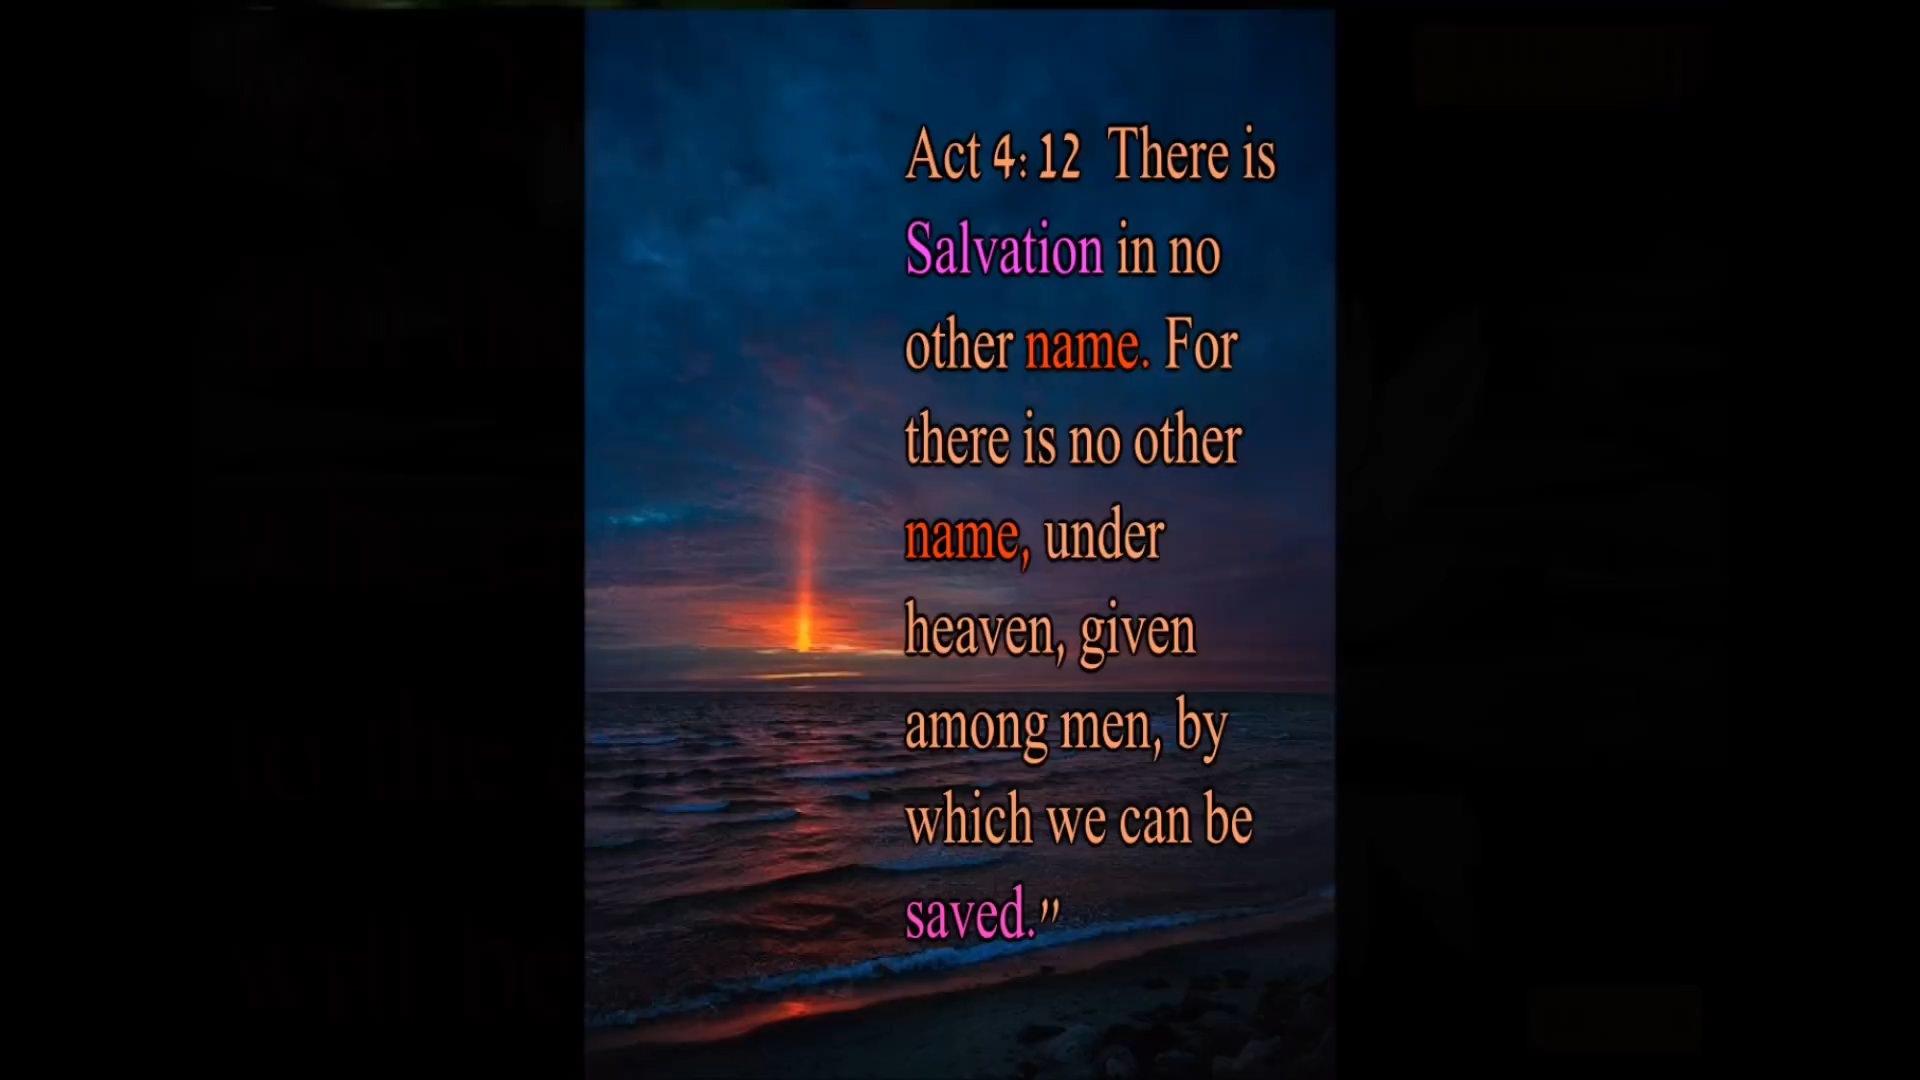 Act 4:12 There is
Salvation in no
other name. For
there is no other
name, under
heaven, given
among men, by
which we can be
saved.”